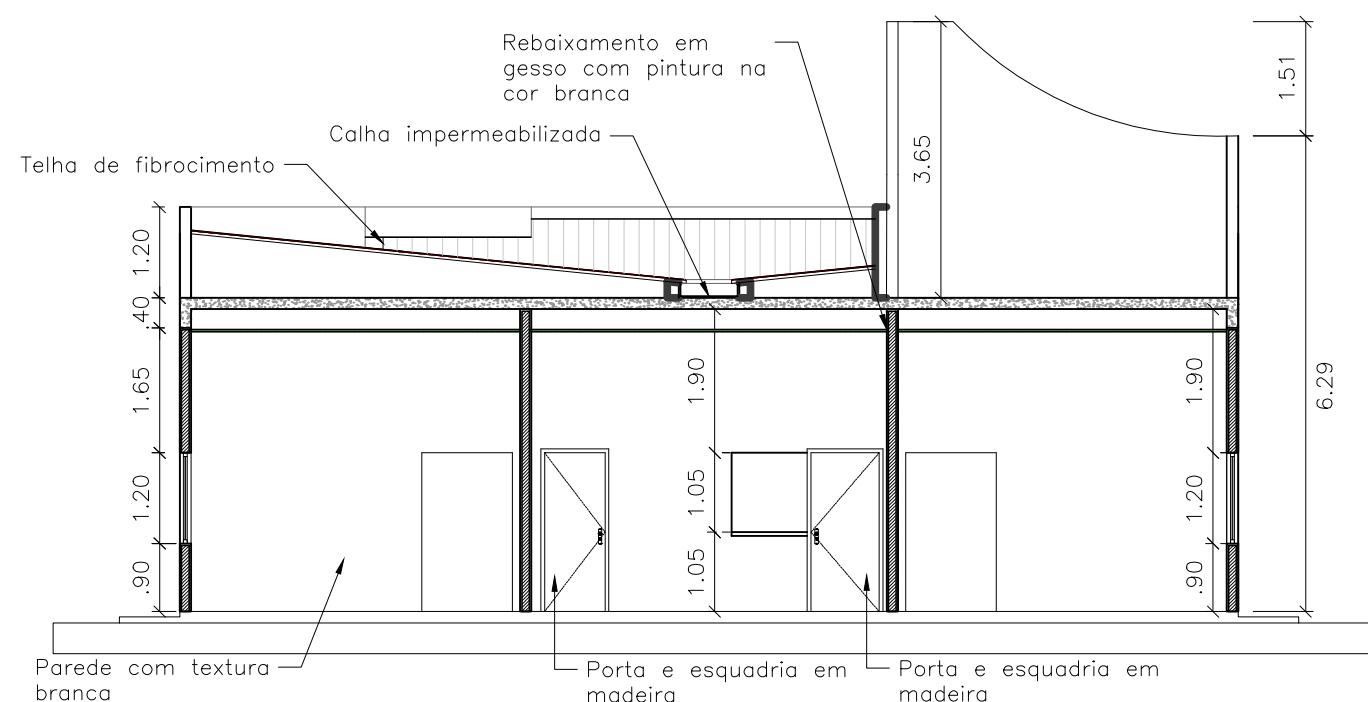 Rebaixamento em
gesso com pintura na
cor branca
Calha impermeabilizada
Telha de fibrocimento
3.65
1.51
6.29
1.20
.40
1.65
1.20
.90
1.90
1.05
1.05
1.90
1.20
.90
Parede com textura
branca
Porta e esquadria em
madeira
Porta e esquadria em
madeira